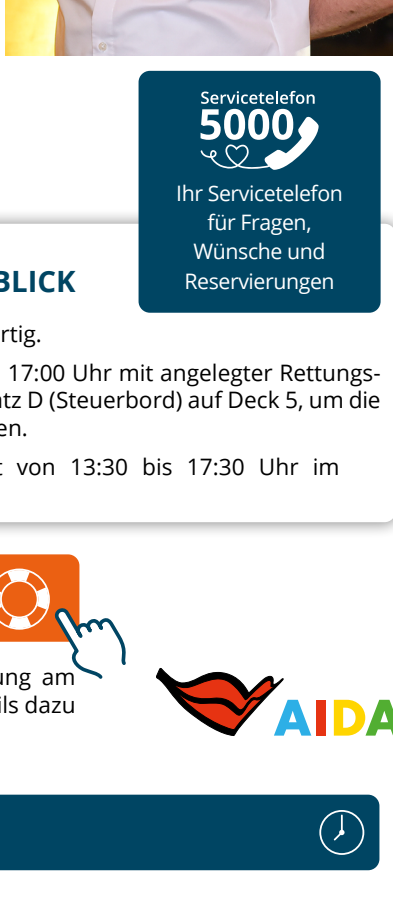 Servicetelefon
5000
Ihr Servicetelefon
für Fragen,
Wünsche und
Reservierungen
BLICK
rtig.
17:00 Uhr mit angelegter Rettungs-
tz D (Steuerbord) auf Deck 5, um die
en.
t von 13:30 bis 17:30 Uhr im
ung am
ils dazu
AIDA